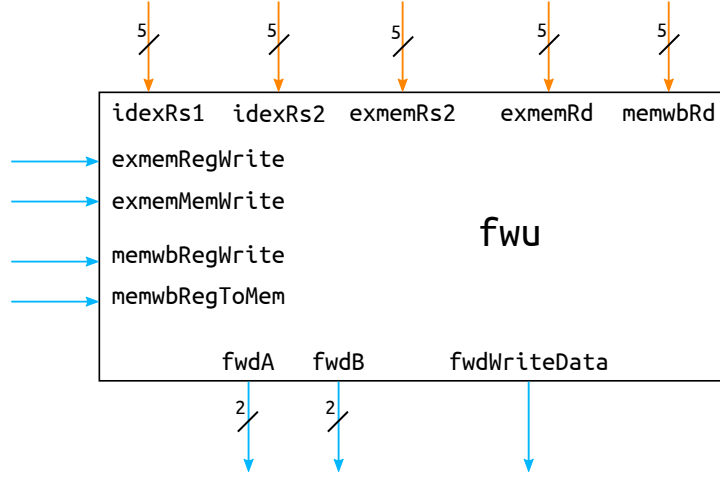 5 5 5 5 5
idexRs1 idexRs2 exmemRs2 exmemRd memwbRd
exmemRegWrite
exmemMemWrite
fwu
memwbRegWrite
memwbRegToMem
fwdA fwdB fwdWriteData
2 2